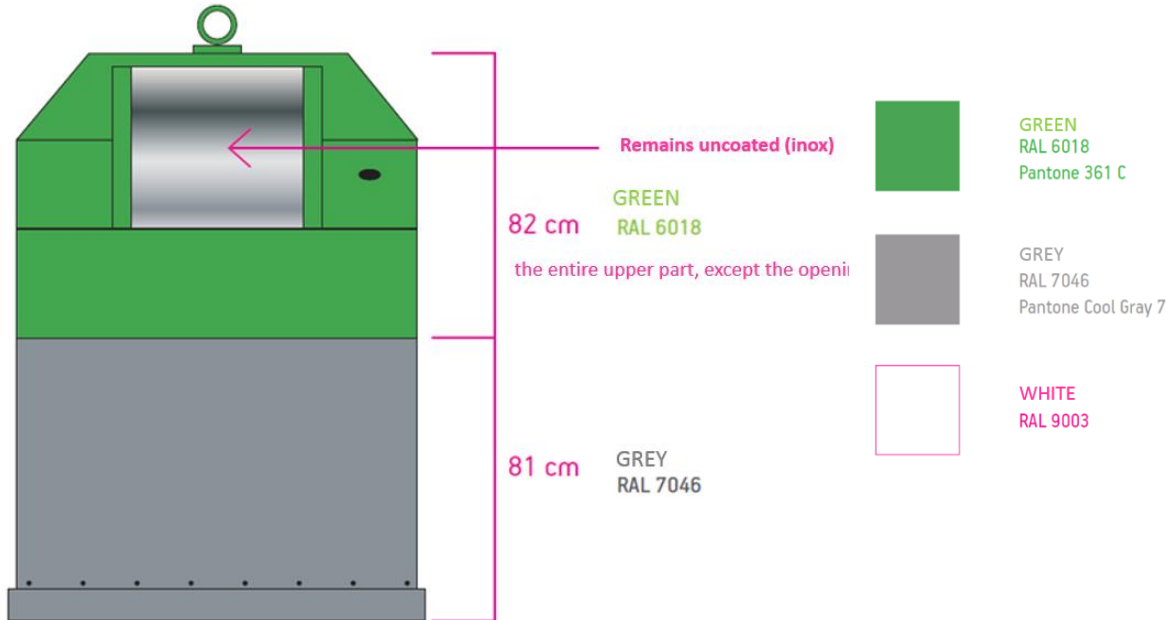 Remains uncoated (inox)
82 cm
GREEN
RAL 6018
the entire upper part, except the
81 cm
GREY
RAL 7046
GREEN
RAL 6018
Pantone 361 C
GREY
RAL 7046
Pantone Cool Gray 7
WHITE
RAL 9003